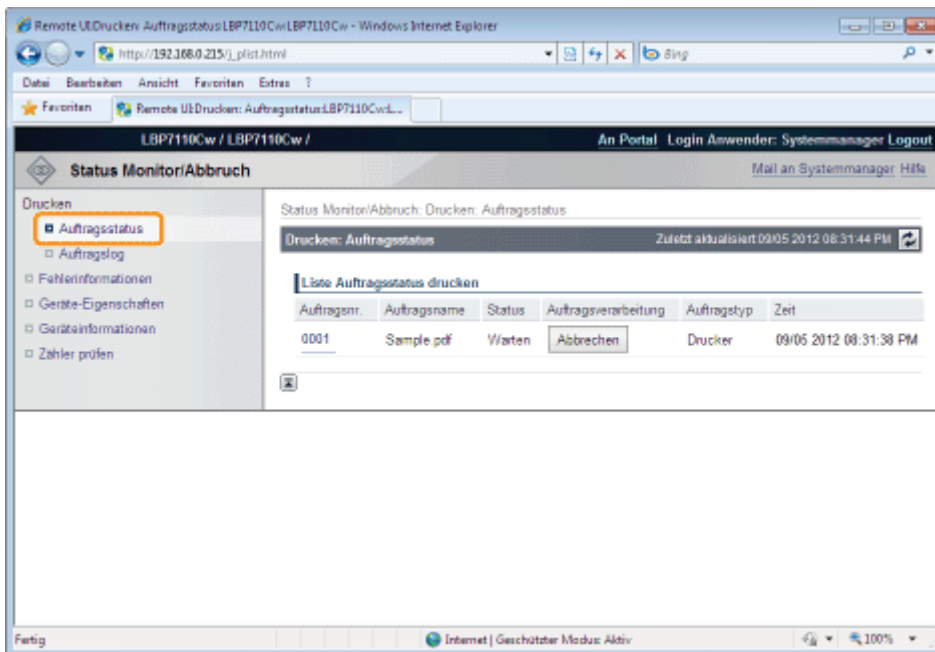 Remote UI:Drucken: Auftragsstatus:LBP7110Cw:LBP7110Cw - Windows Internet Explorer
http://192.168.0.215/j_plist.html
Bing
Datei Bearbeiten Ansicht Favoriten Extras ?
Favoriten Remote UI:Drucken: Auftragsstatus:LBP7110Cw:L...
LBP7110Cw / LBP7110Cw / An Portal Login Anwender: Systemmanager Logout
Status Monitor/Abbruch Mail an Systemmanager Hilfe
Drucken
Auftragsstatus
Auftragslog
Fehlerinformationen
Geräte-Eigenschaften
Geräteinformationen
Zähler prüfen
Status Monitor/Abbruch: Drucken: Auftragsstatus
Drucken: Auftragsstatus Zuletzt aktualisiert 09/05 2012 08:31:44 PM
Liste Auftragsstatus drucken
Auftragsnr. Auftragsname Status Auftragsverarbeitung Auftragstyp Zeit
0001 Sample.pdf Warten Abbrechen Drucker 09/05 2012 08:31:38 PM
Fertig Internet | Geschützter Modus: Aktiv 100%